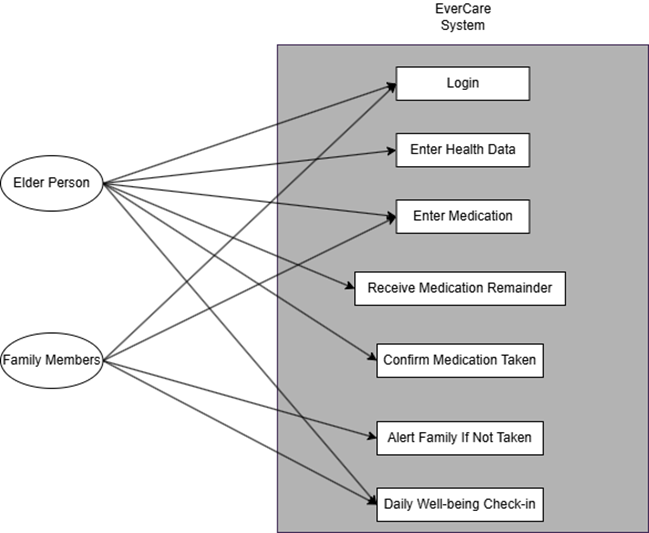 EverCare
System
Login
Enter Health Data
Elder Person
Enter Medication
Receive Medication Remainder
Family Members
Confirm Medication Taken
Alert Family If Not Taken
Daily Well-being Check-in